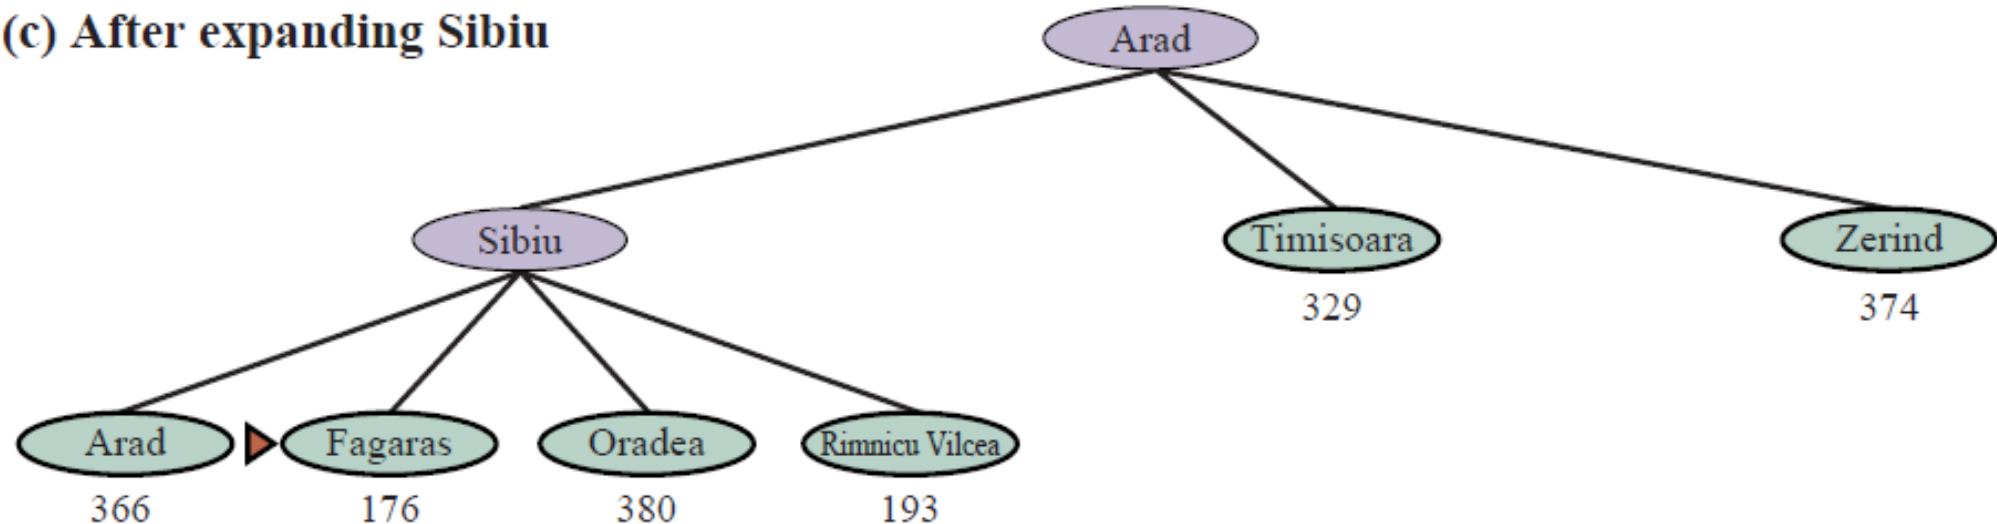 (c) After expanding Sibiu
Arad
Sibiu
Timisoara
Zerind
329
374
Arad
Fagaras
Oradea
Rimnicu Vilcea
366
176
380
193